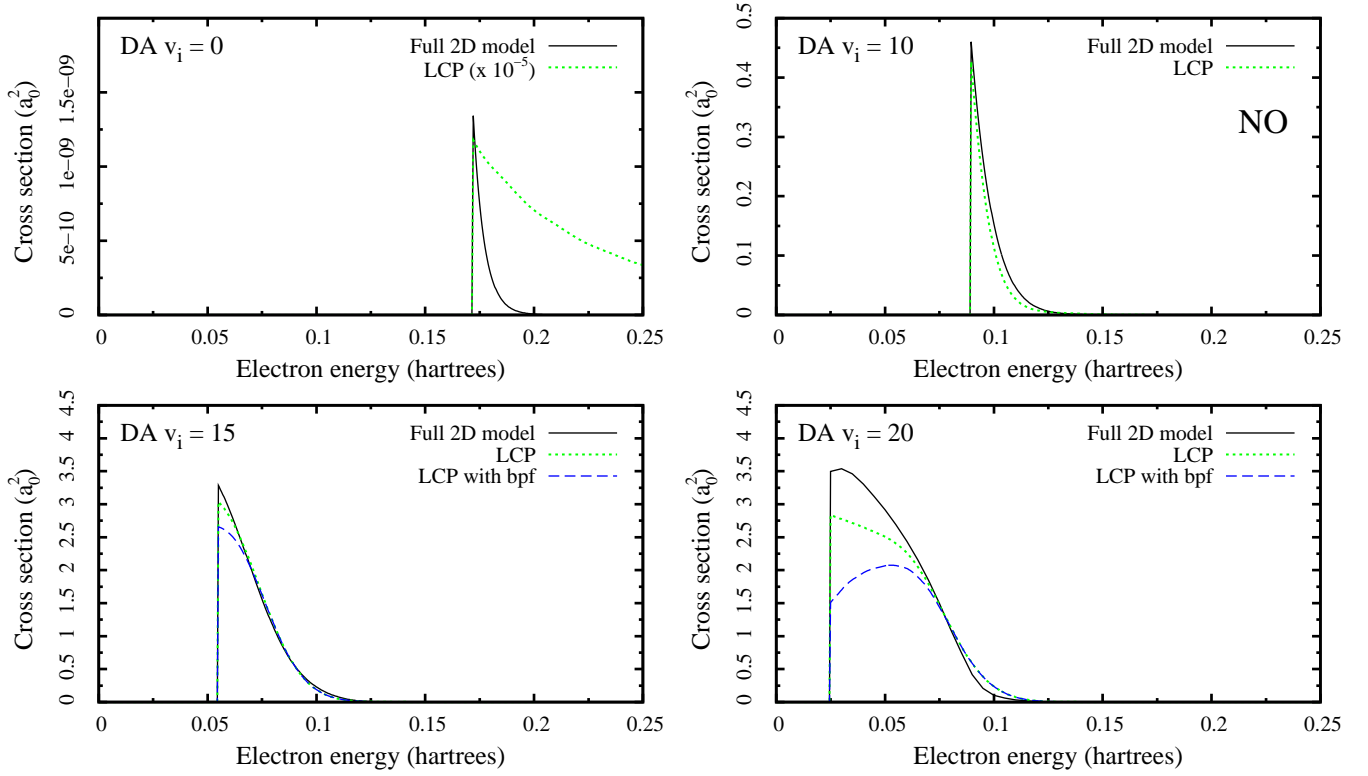 DA v_i = 0
Full 2D model
LCP (x 10^−5)
Cross section (a_0^2)
0
5e−10
1e−09
1.5e−09
0 0.05 0.1 0.15 0.2 0.25
Electron energy (hartrees)
DA v_i = 10
Full 2D model
LCP
NO
Cross section (a_0^2)
0
0.1
0.2
0.3
0.4
0.5
0 0.05 0.1 0.15 0.2 0.25
Electron energy (hartrees)
DA v_i = 15
Full 2D model
LCP
LCP with bpf
Cross section (a_0^2)
0
0.5
1
1.5
2
2.5
3
3.5
4
4.5
0 0.05 0.1 0.15 0.2 0.25
Electron energy (hartrees)
DA v_i = 20
Full 2D model
LCP
LCP with bpf
Cross section (a_0^2)
0
0.5
1
1.5
2
2.5
3
3.5
4
4.5
0 0.05 0.1 0.15 0.2 0.25
Electron energy (hartrees)